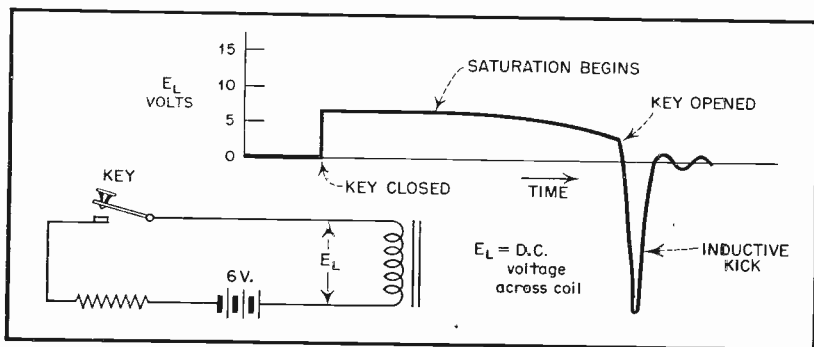 15
10
5
0
E_L
VOLTS
SATURATION BEGINS
KEY OPENED
KEY CLOSED
TIME
KEY
E_L
6 V.
E_L = D.C.
voltage
across coil
INDUCTIVE
KICK